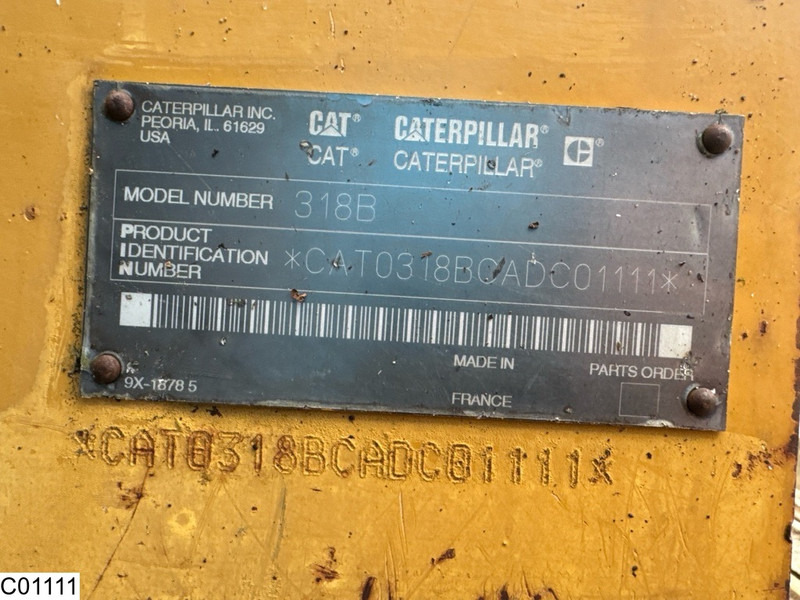 CATERPILLAR INC.
PEORIA, IL. 61629
USA
CAT®
CAT®
CATERPILLAR®
CATERPILLAR®
C®
MODEL NUMBER 318B
PRODUCT
IDENTIFICATION
NUMBER
*CAT0318BCADC01111*
9X-1878 5
MADE IN
FRANCE
PARTS ORDER
*CAT0318BCADC01111*
C01111